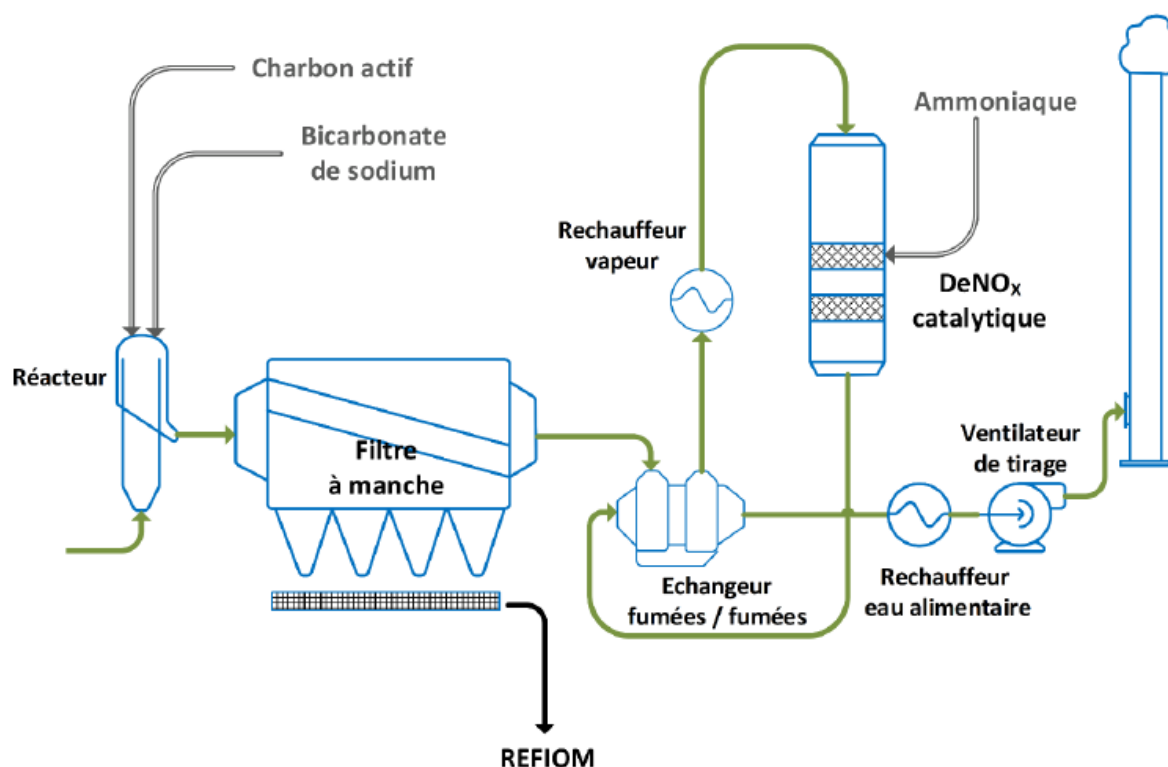 Charbon actif
Bicarbonate
de sodium
Ammoniaque
Rechauffeur
vapeur
DeNOₓ
catalytique
Réacteur
Filtre
à manche
Ventilateur
de tirage
Echangeur
fumées / fumées
Rechauffeur
eau alimentaire
REFIOM